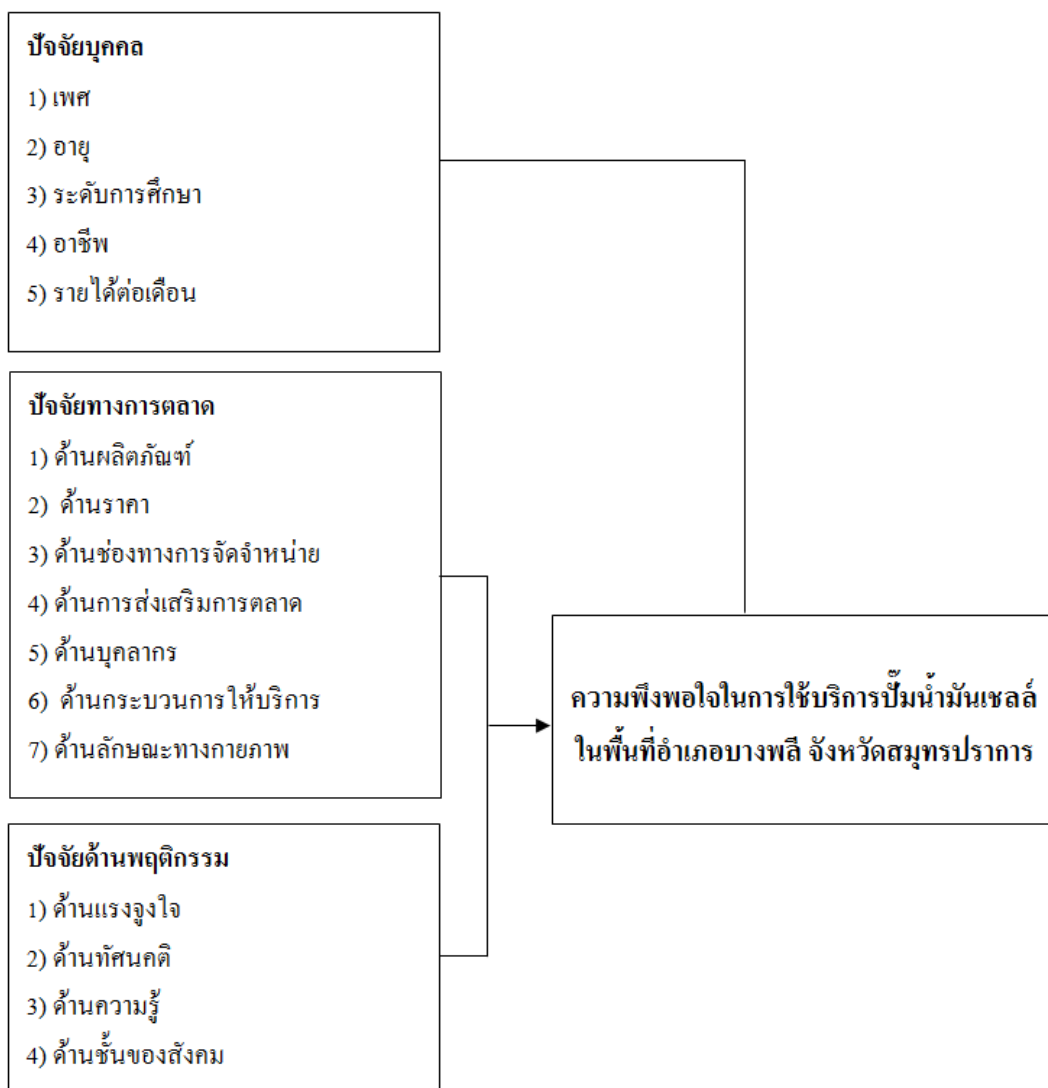 ปัจจัยบุคคล
1) เพศ
2) อายุ
3) ระดับการศึกษา
4) อาชีพ
5) รายได้ต่อเดือน
ปัจจัยทางการตลาด
1) ด้านผลิตภัณฑ์
2) ด้านราคา
3) ด้านช่องทางการจัดจำหน่าย
4) ด้านการส่งเสริมการตลาด
5) ด้านบุคลากร
6) ด้านกระบวนการให้บริการ
7) ด้านลักษณะทางกายภาพ
ปัจจัยด้านพฤติกรรม
1) ด้านแรงจูงใจ
2) ด้านทัศนคติ
3) ด้านความรู้
4) ด้านชั้นของสังคม
ความพึงพอใจในการใช้บริการปั๊มน้ำมันเชลล์
ในพื้นที่อำเภอบางพลี จังหวัดสมุทรปราการ